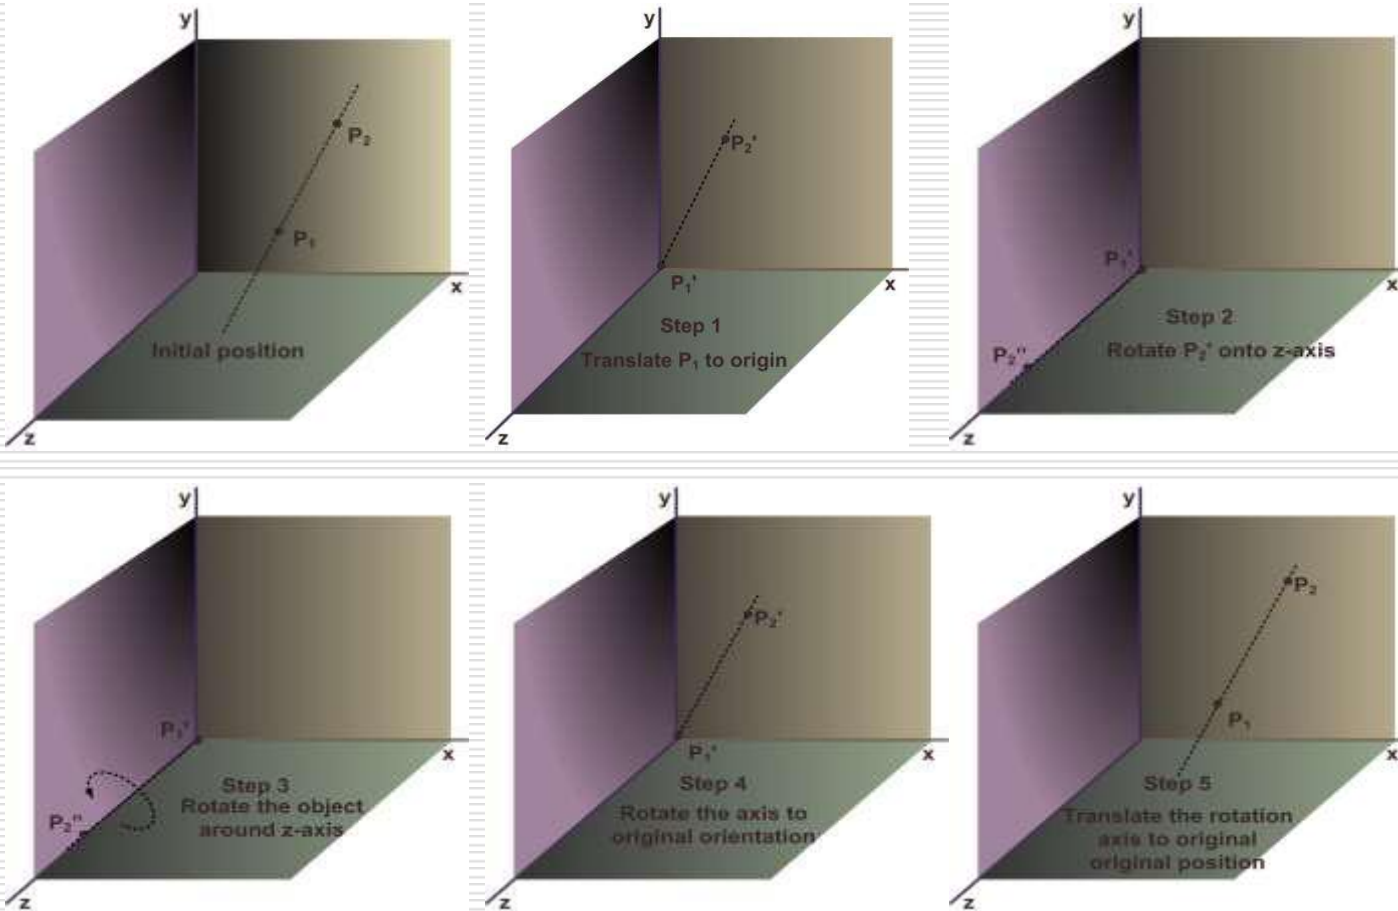 y
P₂
P₁
x
Initial position
z
y
P₂'
P₁'
x
Step 1
Translate P₁ to origin
z
y
P₁'
x
Step 2
P₂"
Rotate P₂' onto z-axis
z
y
P₁'
x
Step 3
Rotate the object
P₂"
around z-axis
z
y
P₂'
P₁'
x
Step 4
Rotate the axis to
original orientation
z
y
P₂
P₁
x
Step 5
Translate the rotation
axis to original
original position
z